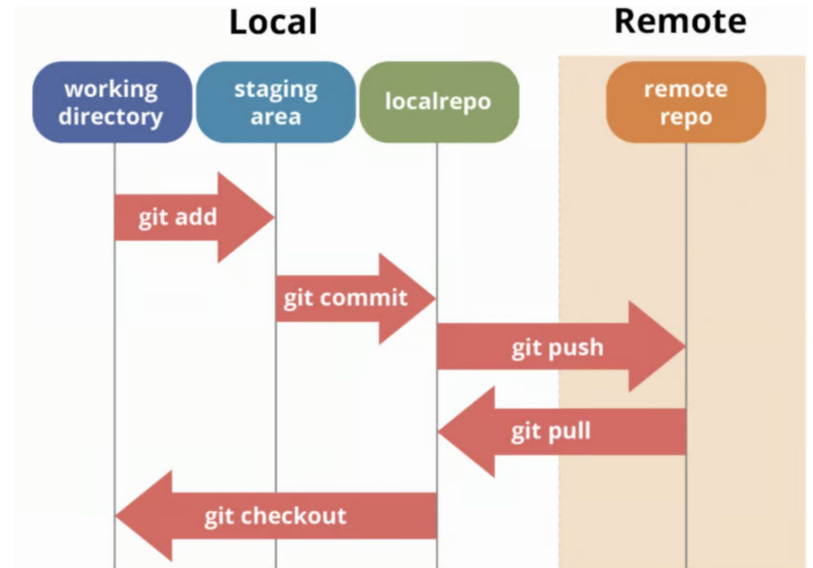 Local
Remote
working
directory
staging
area
localrepo
remote
repo
git add
git commit
git push
git pull
git checkout